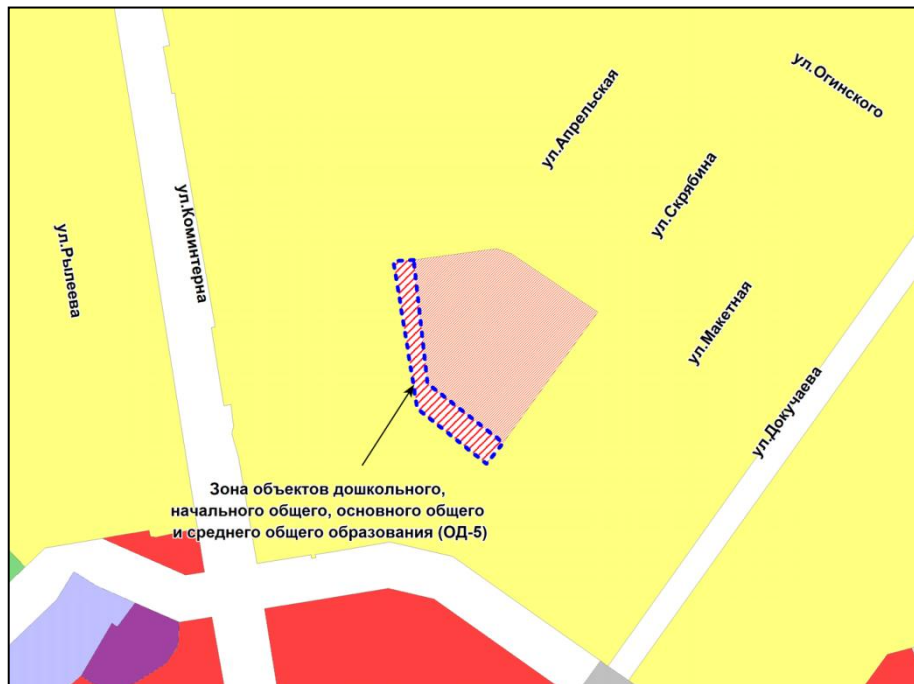 ул.Огинского
ул.Апрельская
ул.Скрябина
ул.Коминтерна
ул.Рылеева
ул.Макетная
ул.Докучаева
Зона объектов дошкольного,
начального общего, основного общего
и среднего общего образования (ОД-5)